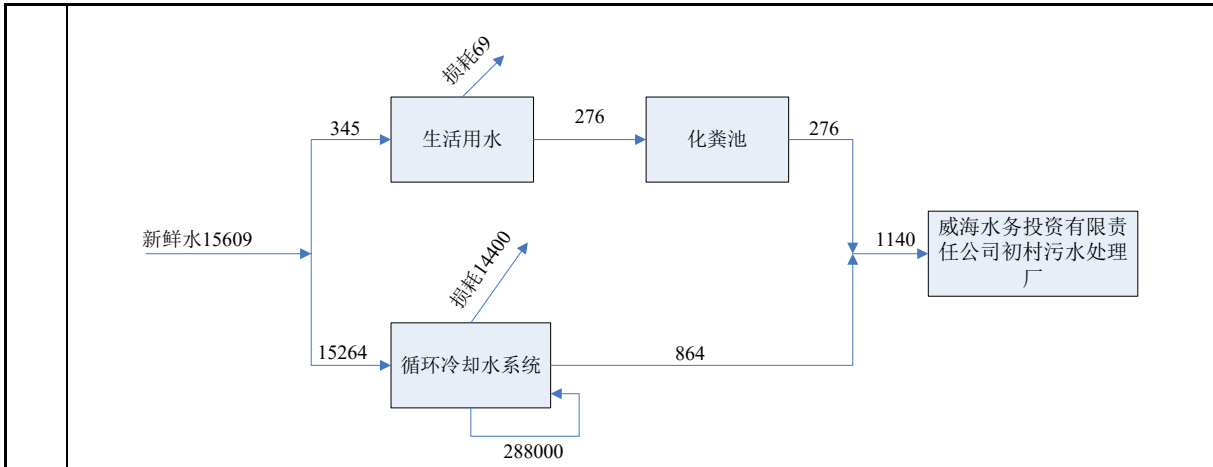 损耗69
345
生活用水
276
化粪池
276
新鲜水15609
威海水务投资有限责
任公司初村污水处理
厂
1140
损耗14400
15264
循环冷却水系统
864
288000